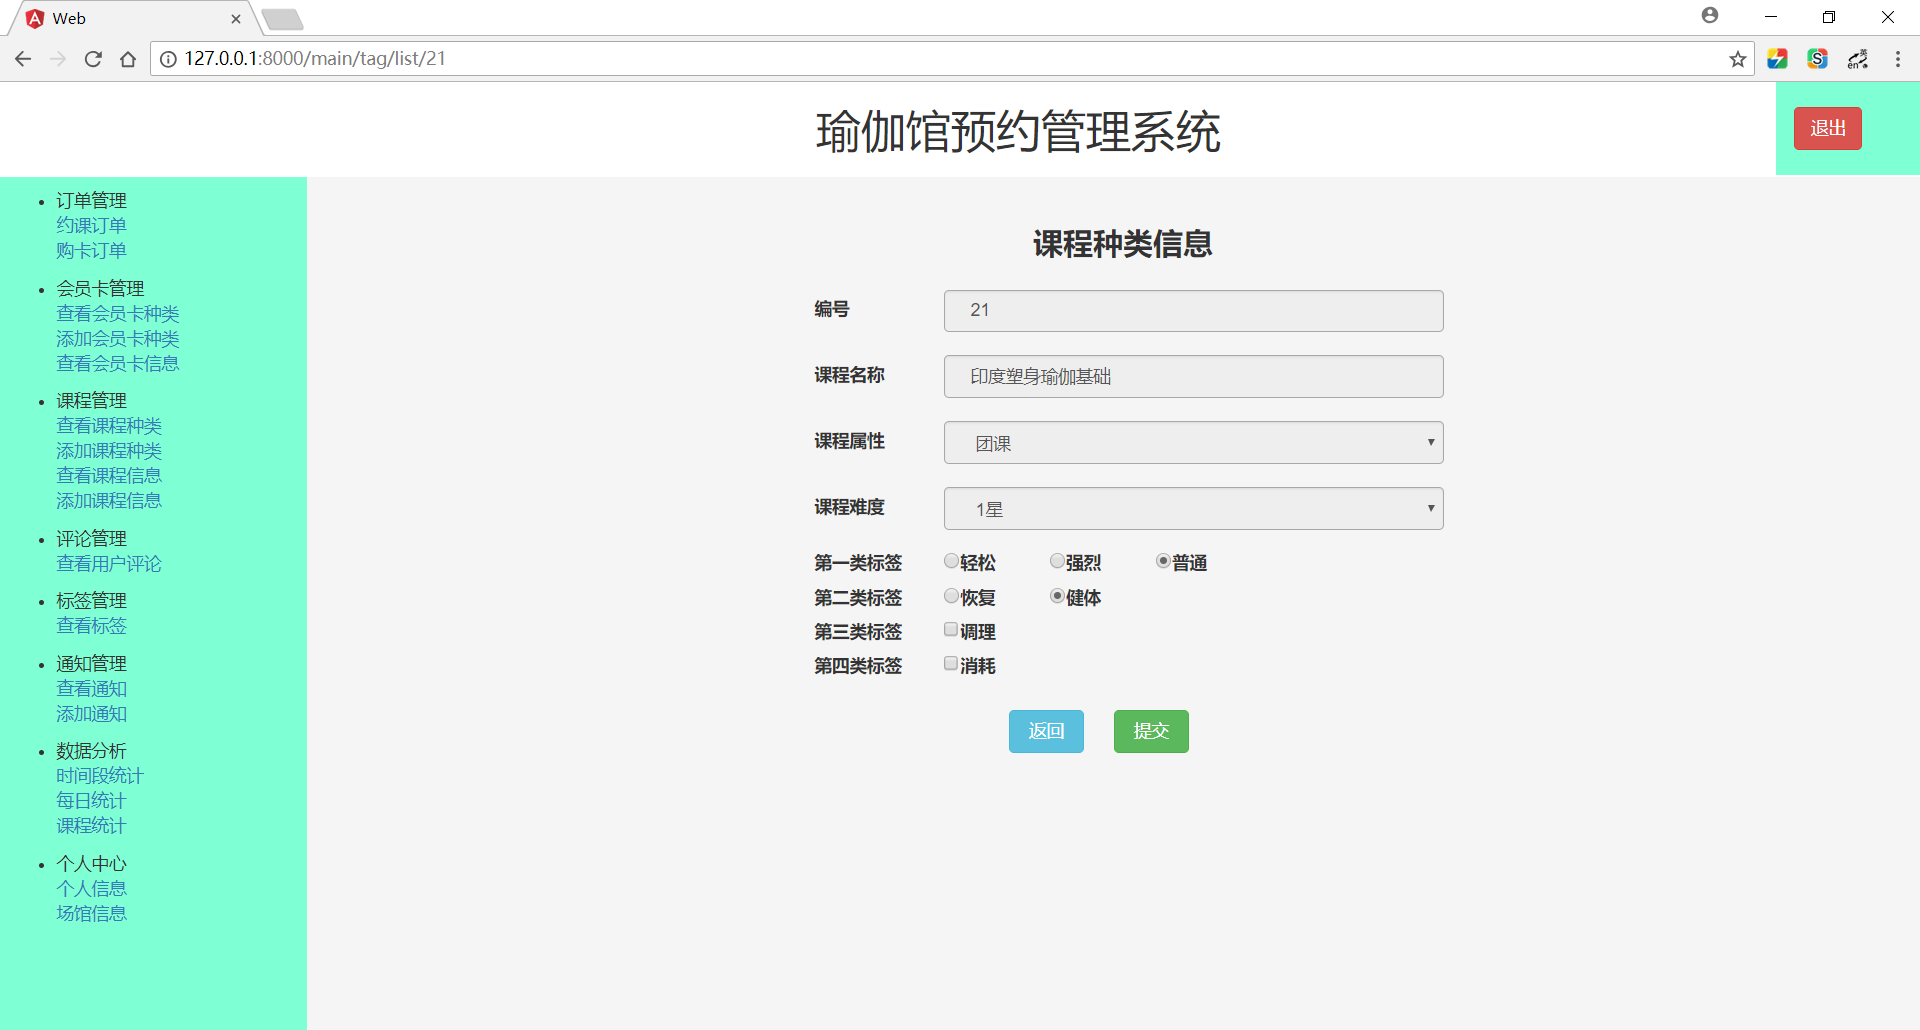 Web
127.0.0.1:8000/main/tag/list/21
瑜伽馆预约管理系统
退出
订单管理
约课订单
购卡订单
会员卡管理
查看会员卡种类
添加会员卡种类
查看会员卡信息
课程管理
查看课程种类
添加课程种类
查看课程信息
添加课程信息
评论管理
查看用户评论
标签管理
查看标签
通知管理
查看通知
添加通知
数据分析
时间段统计
每日统计
课程统计
个人中心
个人信息
场馆信息
课程种类信息
编号 21
课程名称 印度塑身瑜伽基础
课程属性 团课
课程难度 1星
第一类标签 轻松 强烈 普通
第二类标签 恢复 健体
第三类标签 调理
第四类标签 消耗
返回 提交